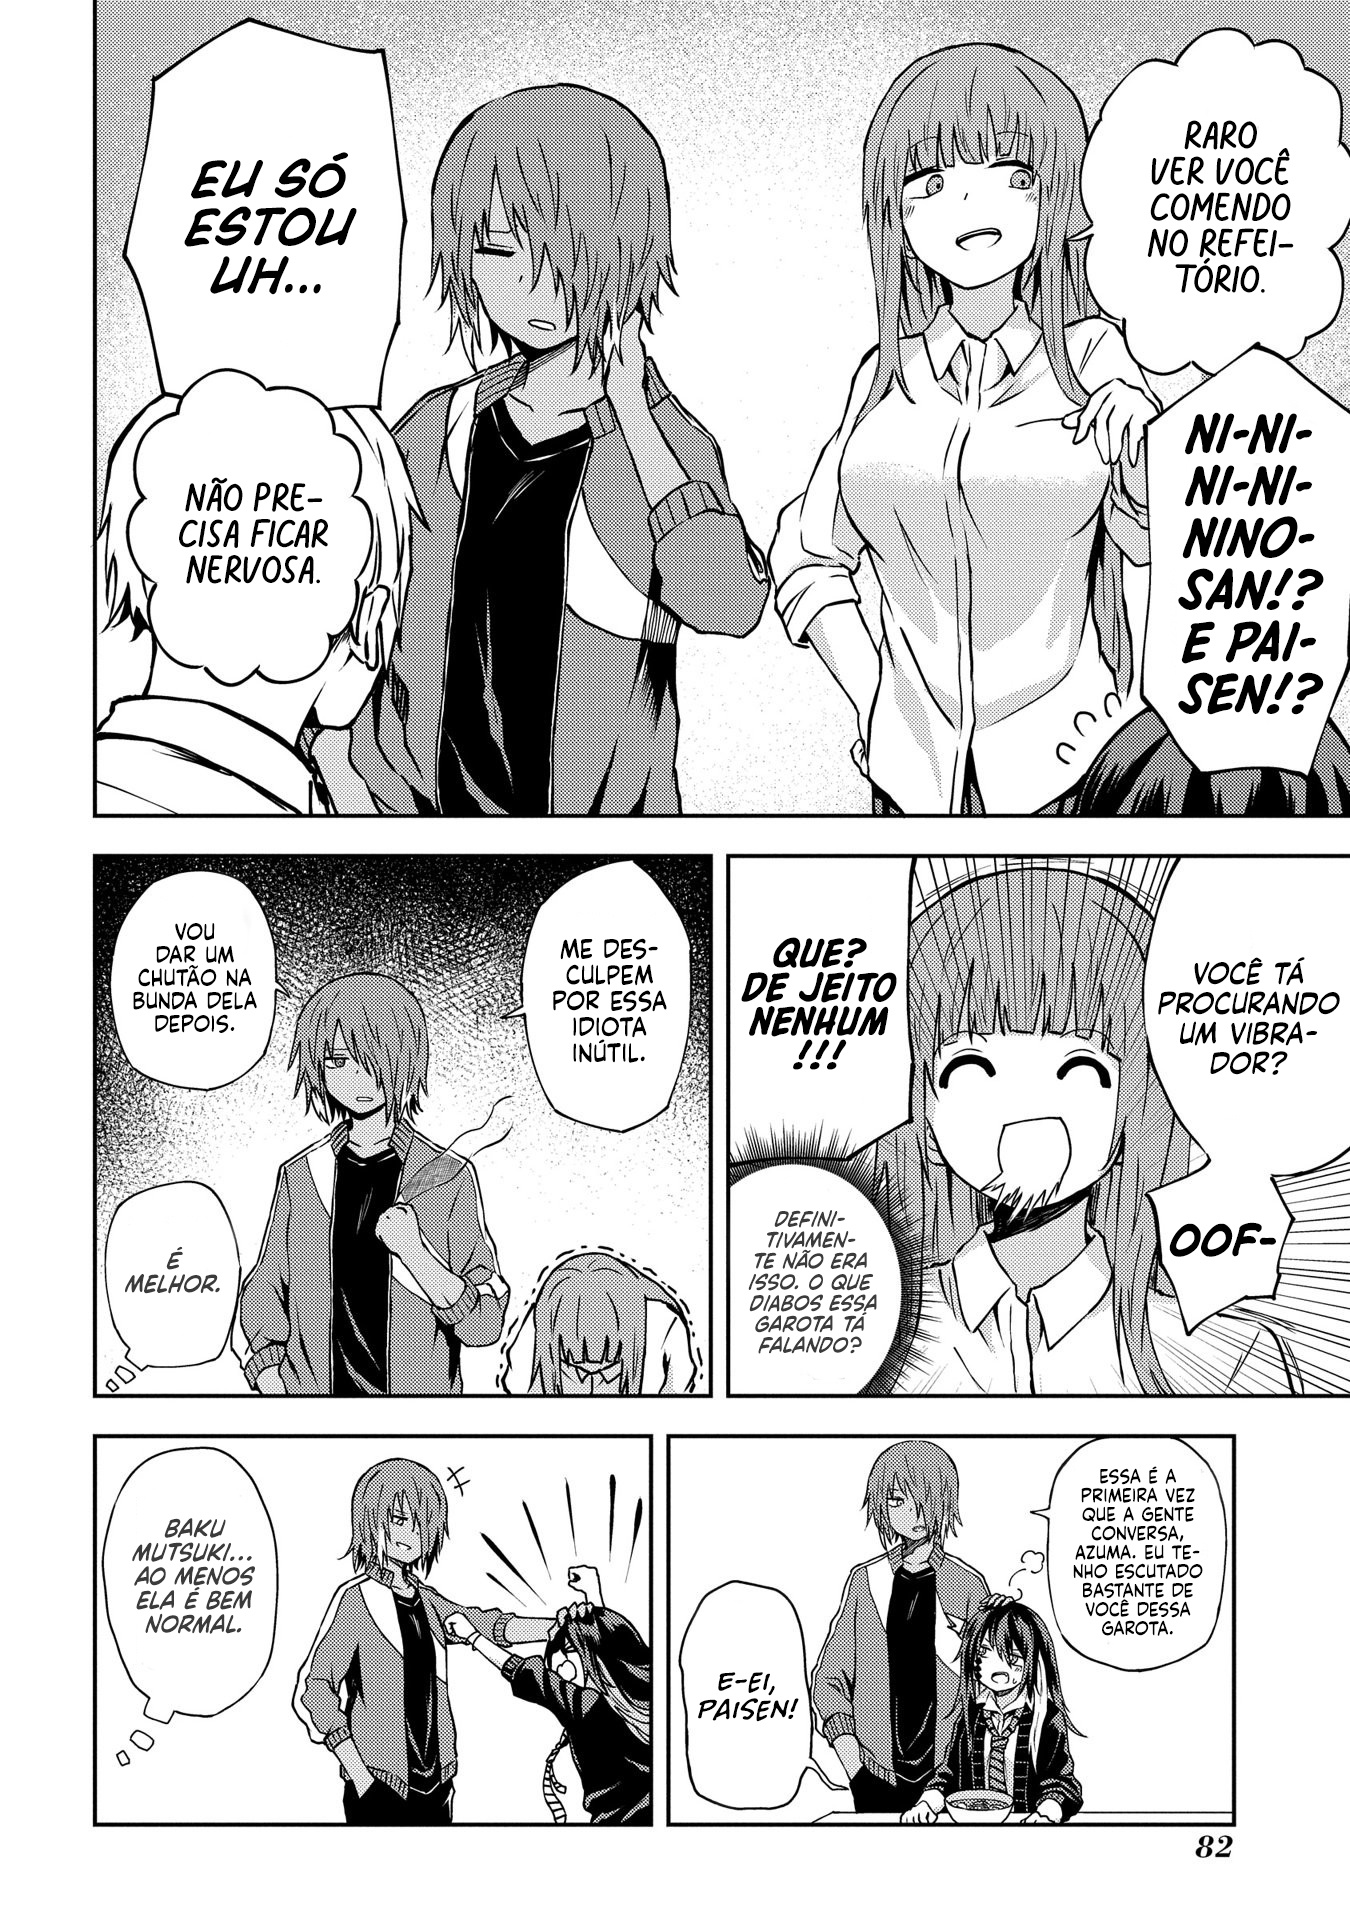 RARO
VER VOCÊ
COMENDO
NO REFEI-
TÓRIO.
NI-NI-
NI-NI-
NINO-
SAN!?
E PAI-
SEN!?
EU SÓ
ESTOU
UH...
NÃO PRE-
CISA FICAR
NERVOSA.
VOCÊ TÁ
PROCURANDO
UM VIBRA-
DOR?
OOF-
QUE?
DE JEITO
NENHUM
!!!
DEFINI-
TIVAMEN-
TE NÃO ERA
ISSO. O QUE
DIABOS ESSA
GAROTA TÁ
FALANDO?
ME DES-
CULPEM
POR ESSA
IDIOTA
INÚTIL.
VOU
DAR UM
CHUTÃO NA
BUNDA DELA
DEPOIS.
É
MELHOR.
ESSA É A
PRIMEIRA VEZ
QUE A GENTE
CONVERSA,
AZUMA. EU TE-
NHO ESCUTADO
BASTANTE DE
VOCÊ DESSA
GAROTA.
E-EI,
PAISEN!
BAKU
MUTSUKI...
AO MENOS
ELA É BEM
NORMAL.
82